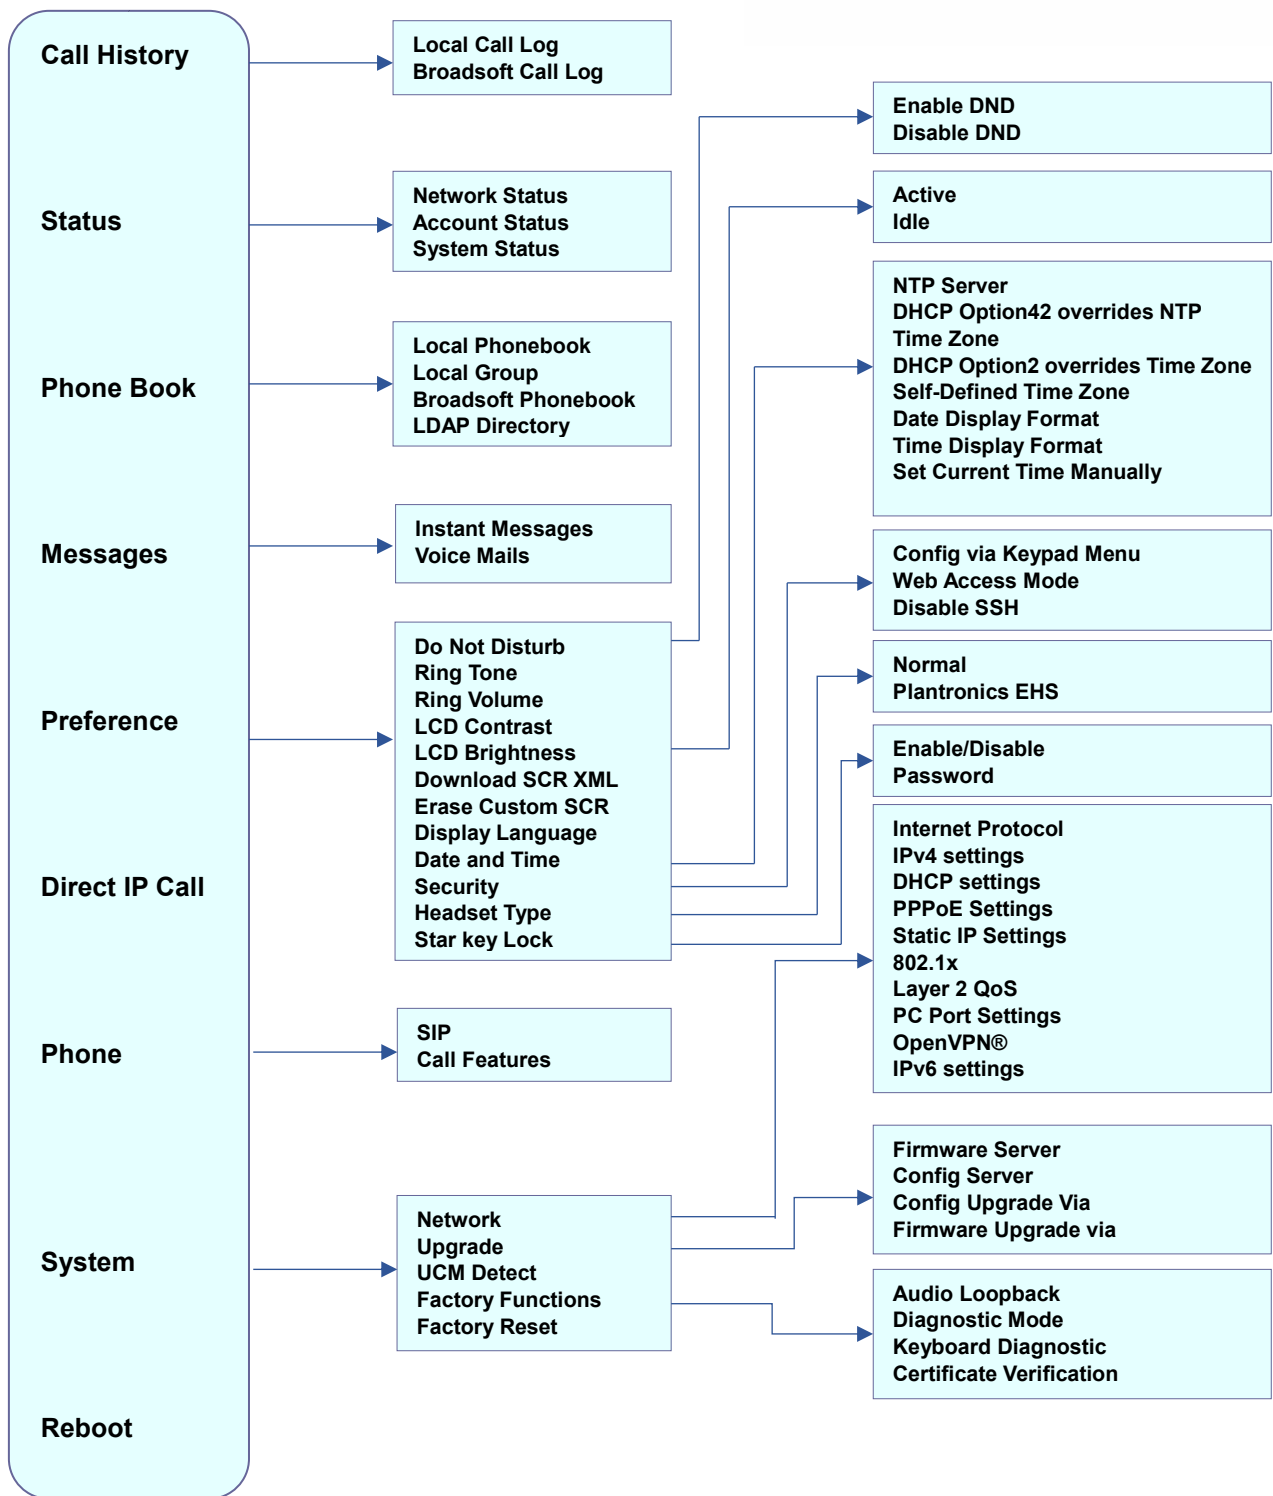 Call History
Status
Phone Book
Messages
Preference
Direct IP Call
Phone
System
Reboot
Local Call Log
Broadsoft Call Log
Network Status
Account Status
System Status
Local Phonebook
Local Group
Broadsoft Phonebook
LDAP Directory
Instant Messages
Voice Mails
Do Not Disturb
Ring Tone
Ring Volume
LCD Contrast
LCD Brightness
Download SCR XML
Erase Custom SCR
Display Language
Date and Time
Security
Headset Type
Star key Lock
SIP
Call Features
Network
Upgrade
UCM Detect
Factory Functions
Factory Reset
Enable DND
Disable DND
Active
Idle
NTP Server
DHCP Option42 overrides NTP
Time Zone
DHCP Option2 overrides Time Zone
Self-Defined Time Zone
Date Display Format
Time Display Format
Set Current Time Manually
Config via Keypad Menu
Web Access Mode
Disable SSH
Normal
Plantronics EHS
Enable/Disable
Password
Internet Protocol
IPv4 settings
DHCP settings
PPPoE Settings
Static IP Settings
802.1x
Layer 2 QoS
PC Port Settings
OpenVPN®
IPv6 settings
Firmware Server
Config Server
Config Upgrade Via
Firmware Upgrade via
Audio Loopback
Diagnostic Mode
Keyboard Diagnostic
Certificate Verification